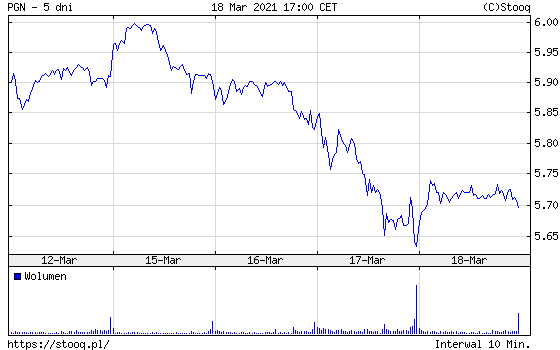 PGN - 5 dni 18 Mar 2021 17:00 CET (C)Stooq
6.00
5.95
5.90
5.85
5.80
5.75
5.70
5.65
12-Mar 15-Mar 16-Mar 17-Mar 18-Mar
Wolumen
https://stooq.pl/ Interwal 10 Min.